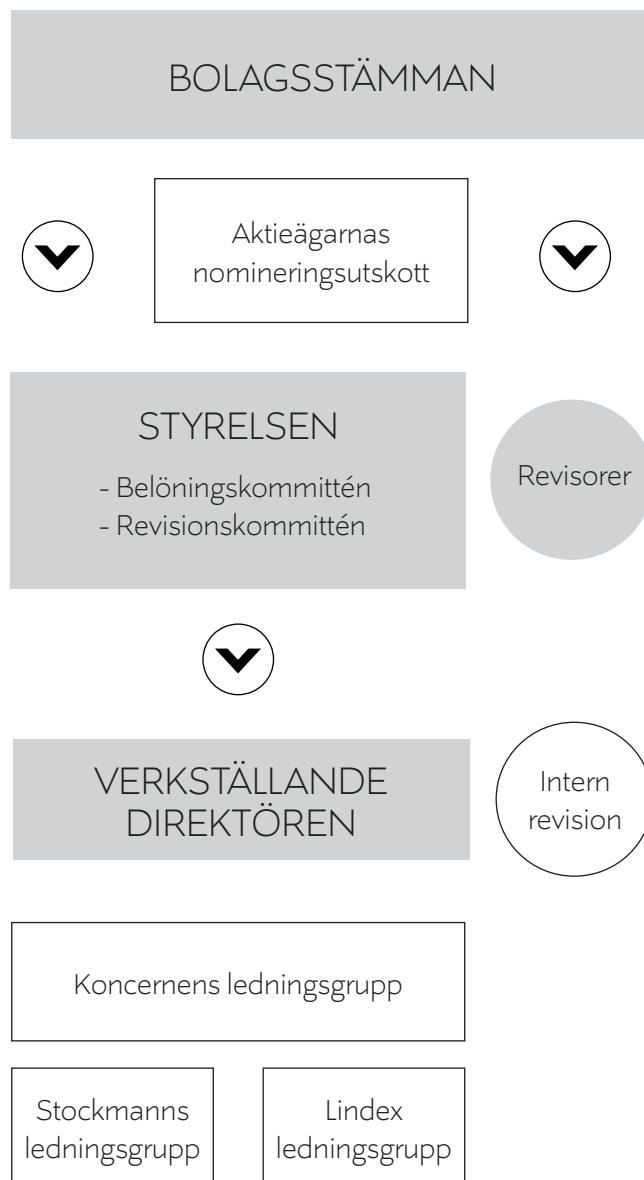 BOLAGSSTÄMMAN
Aktieägarnas
nomineringsutskott
STYRELSEN
- Belöningskommittén
- Revisionskommittén
Revisorer
VERKSTÄLLANDE
DIREKTÖREN
Intern
revision
Koncernens ledningsgrupp
Stockmanns
ledningsgrupp
Lindex
ledningsgrupp